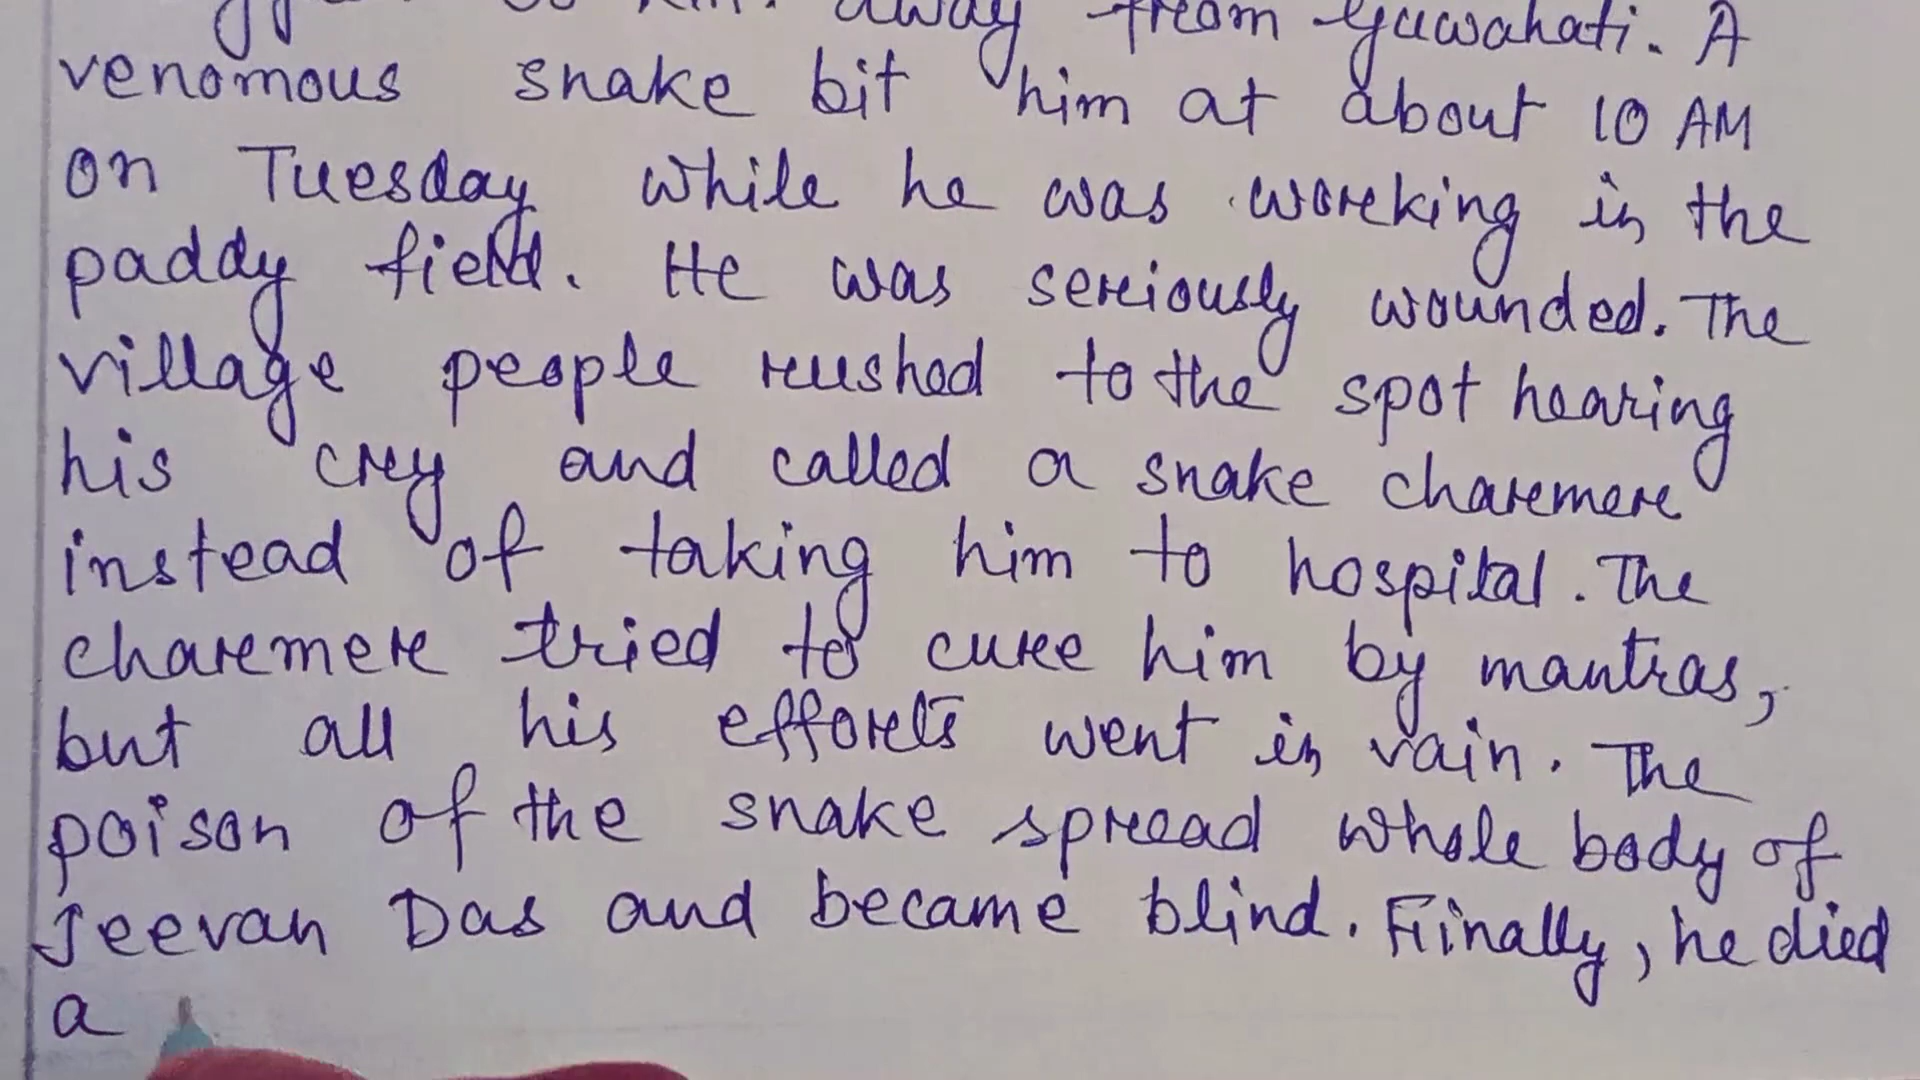 km. away from Guwahati. A
venomous snake bit him at about 10 AM
on Tuesday while he was working in the
paddy field. He was seriously wounded. The
village people rushed to the spot hearing
his cry and called a snake charmer
instead of taking him to hospital. The
charmer tried to cure him by mantras,
but all his efforts went in vain. The
poison of the snake spread whole body of
Jeevan Das and became blind. Finally, he died
a